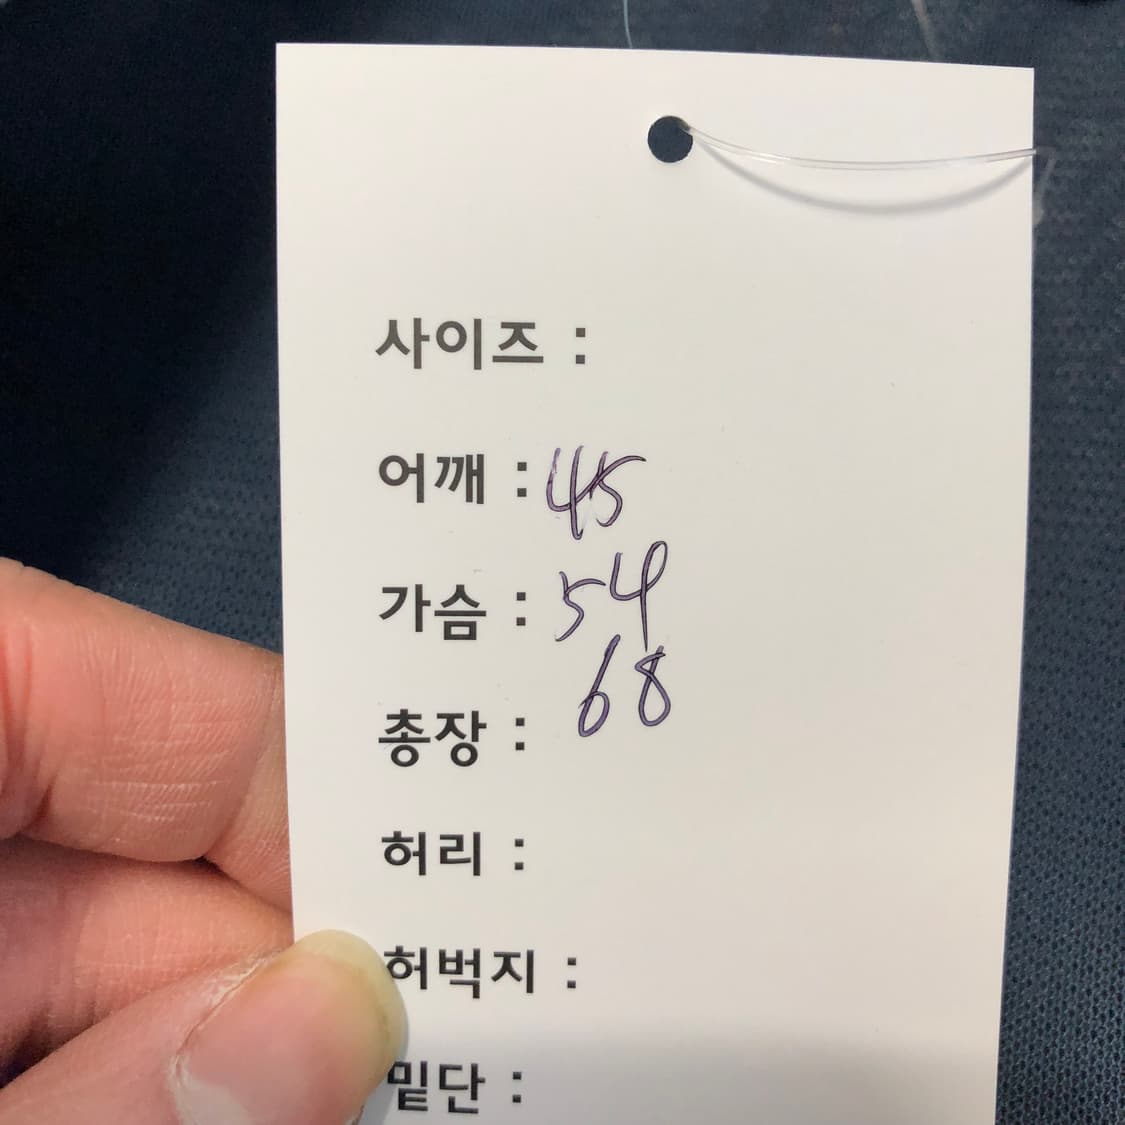 사이즈 :
어깨 : 45
가슴 : 54
총장 : 68
허리 :
허벅지 :
밑단 :